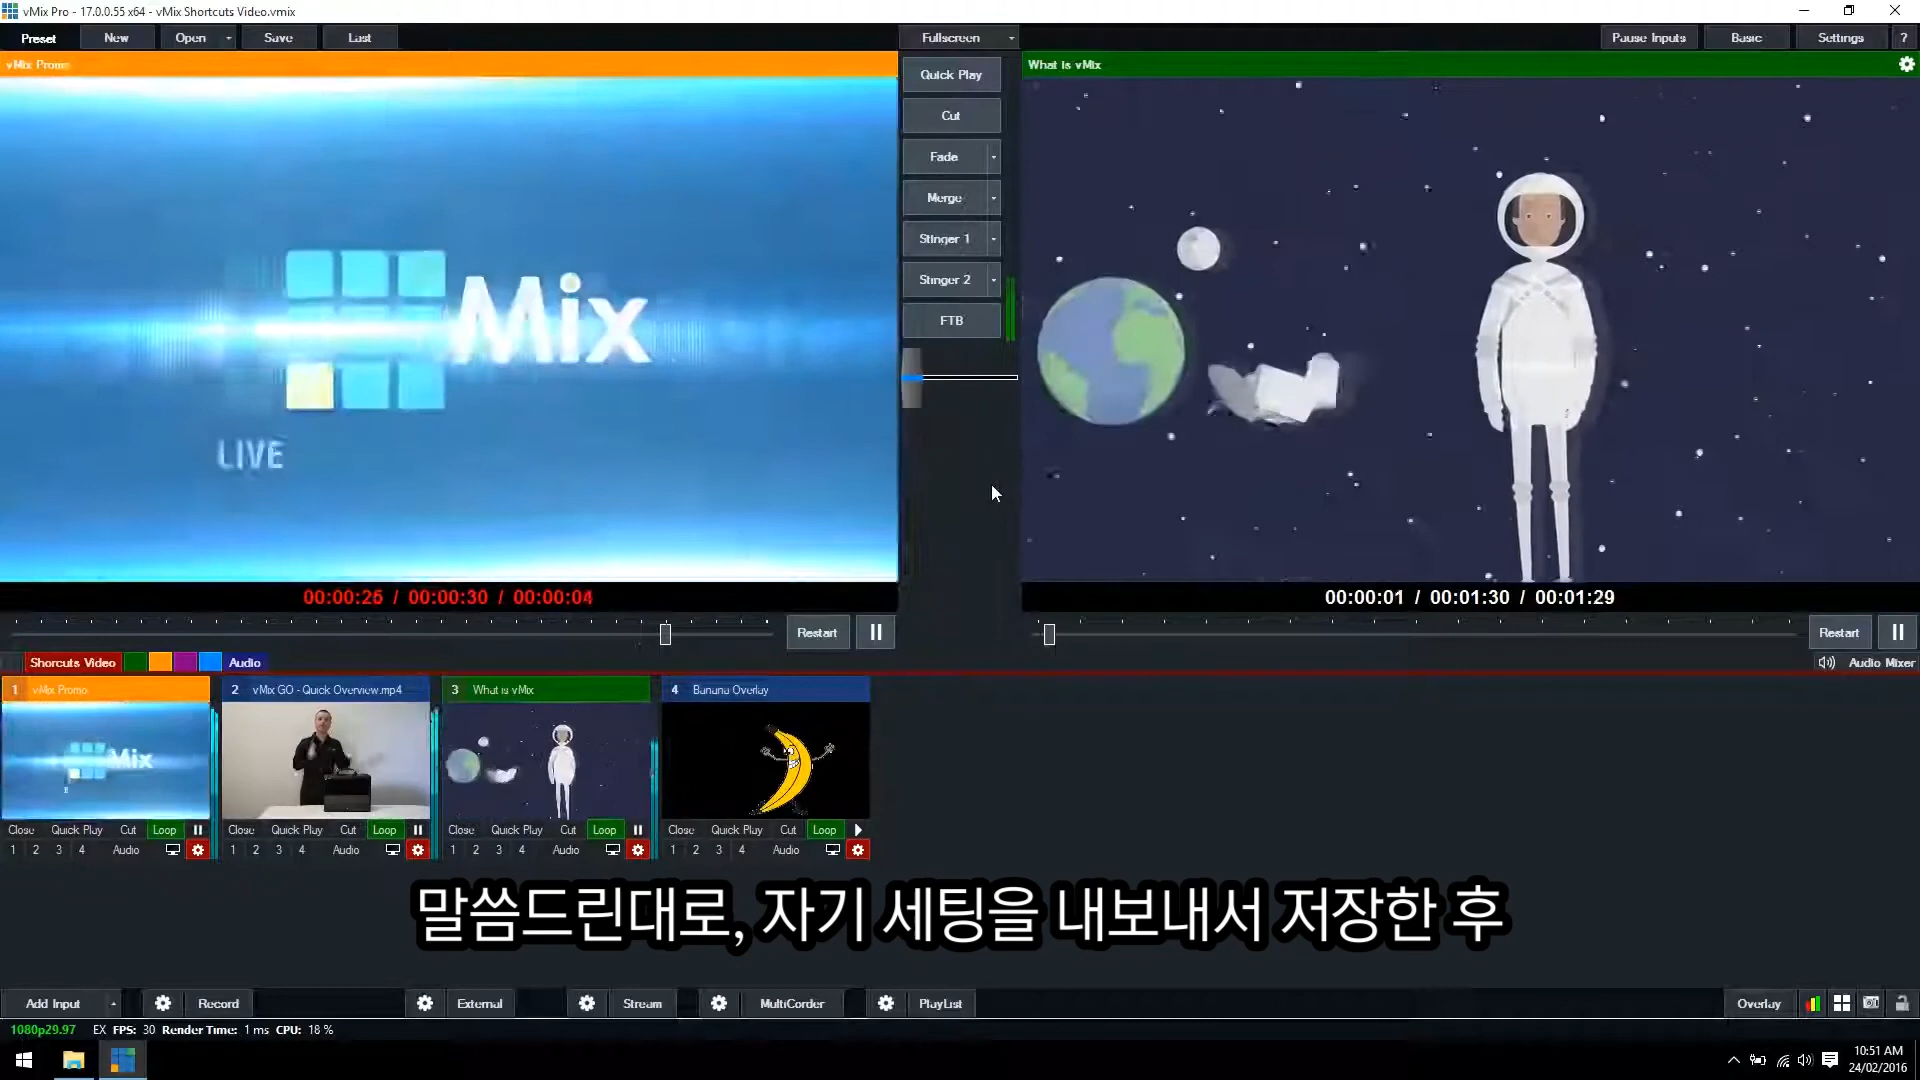 vMix Pro - 17.0.0.55 x64 - vMix Shortcuts Video.vmix
Preset New Open Save Last Fullscreen Pause Inputs Basic Settings ?
vMix Promo
What is vMix
Quick Play
Cut
Fade
Merge
Stinger 1
Stinger 2
FTB
Mix
LIVE
00:00:25 / 00:00:30 / 00:00:04
00:00:01 / 00:01:30 / 00:01:29
Restart
Restart
Shorcuts Video Audio
Audio Mixer
1 vMix Promo
2 vMix GO - Quick Overview.mp4
3 What is vMix
4 Banana Overlay
Mix
Close Quick Play Cut Loop
Close Quick Play Cut Loop
Close Quick Play Cut Loop
Close Quick Play Cut Loop
1 2 3 4 Audio
1 2 3 4 Audio
1 2 3 4 Audio
1 2 3 4 Audio
말씀드린대로, 자기 세팅을 내보내서 저장한 후
Add Input Record External Stream MultiCorder PlayList Overlay
1080p29.97 EX FPS: 30 Render Time: 1 ms CPU: 18 %
10:51 AM
24/02/2016